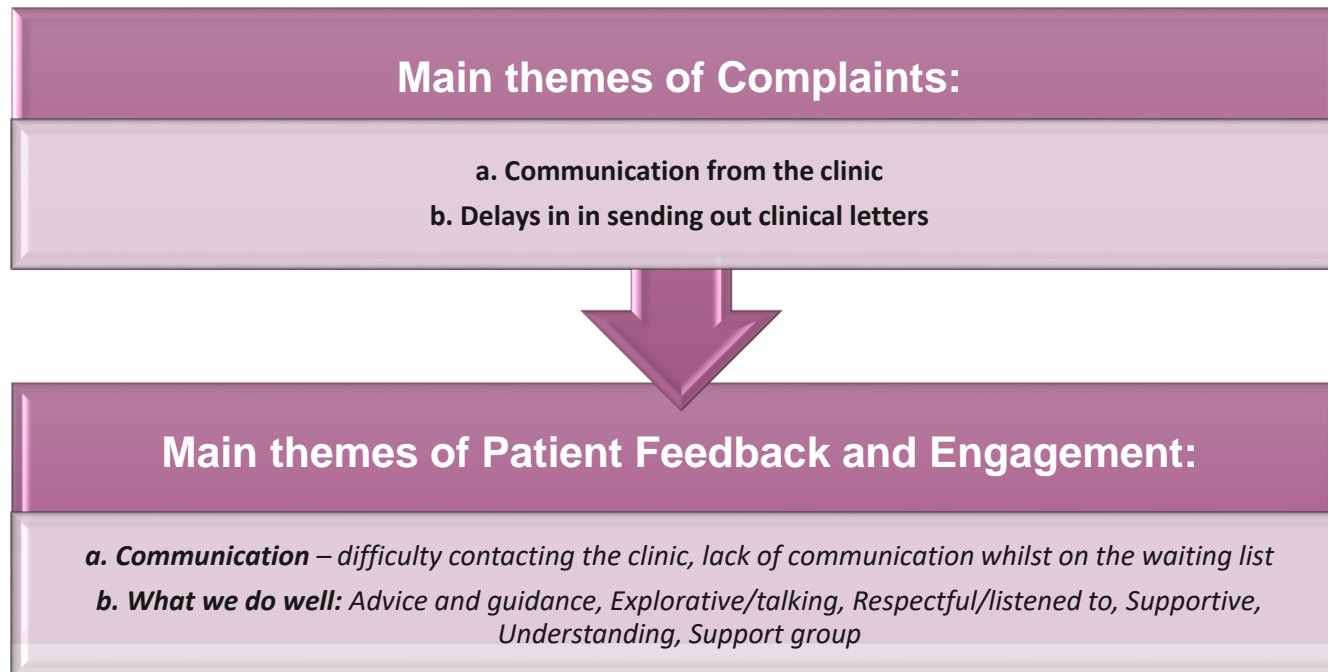 Main themes of Complaints:
a. Communication from the clinic
b. Delays in in sending out clinical letters
Main themes of Patient Feedback and Engagement:
a. Communication – difficulty contacting the clinic, lack of communication whilst on the waiting list
b. What we do well: Advice and guidance, Explorative/talking, Respectful/listened to, Supportive,
Understanding, Support group